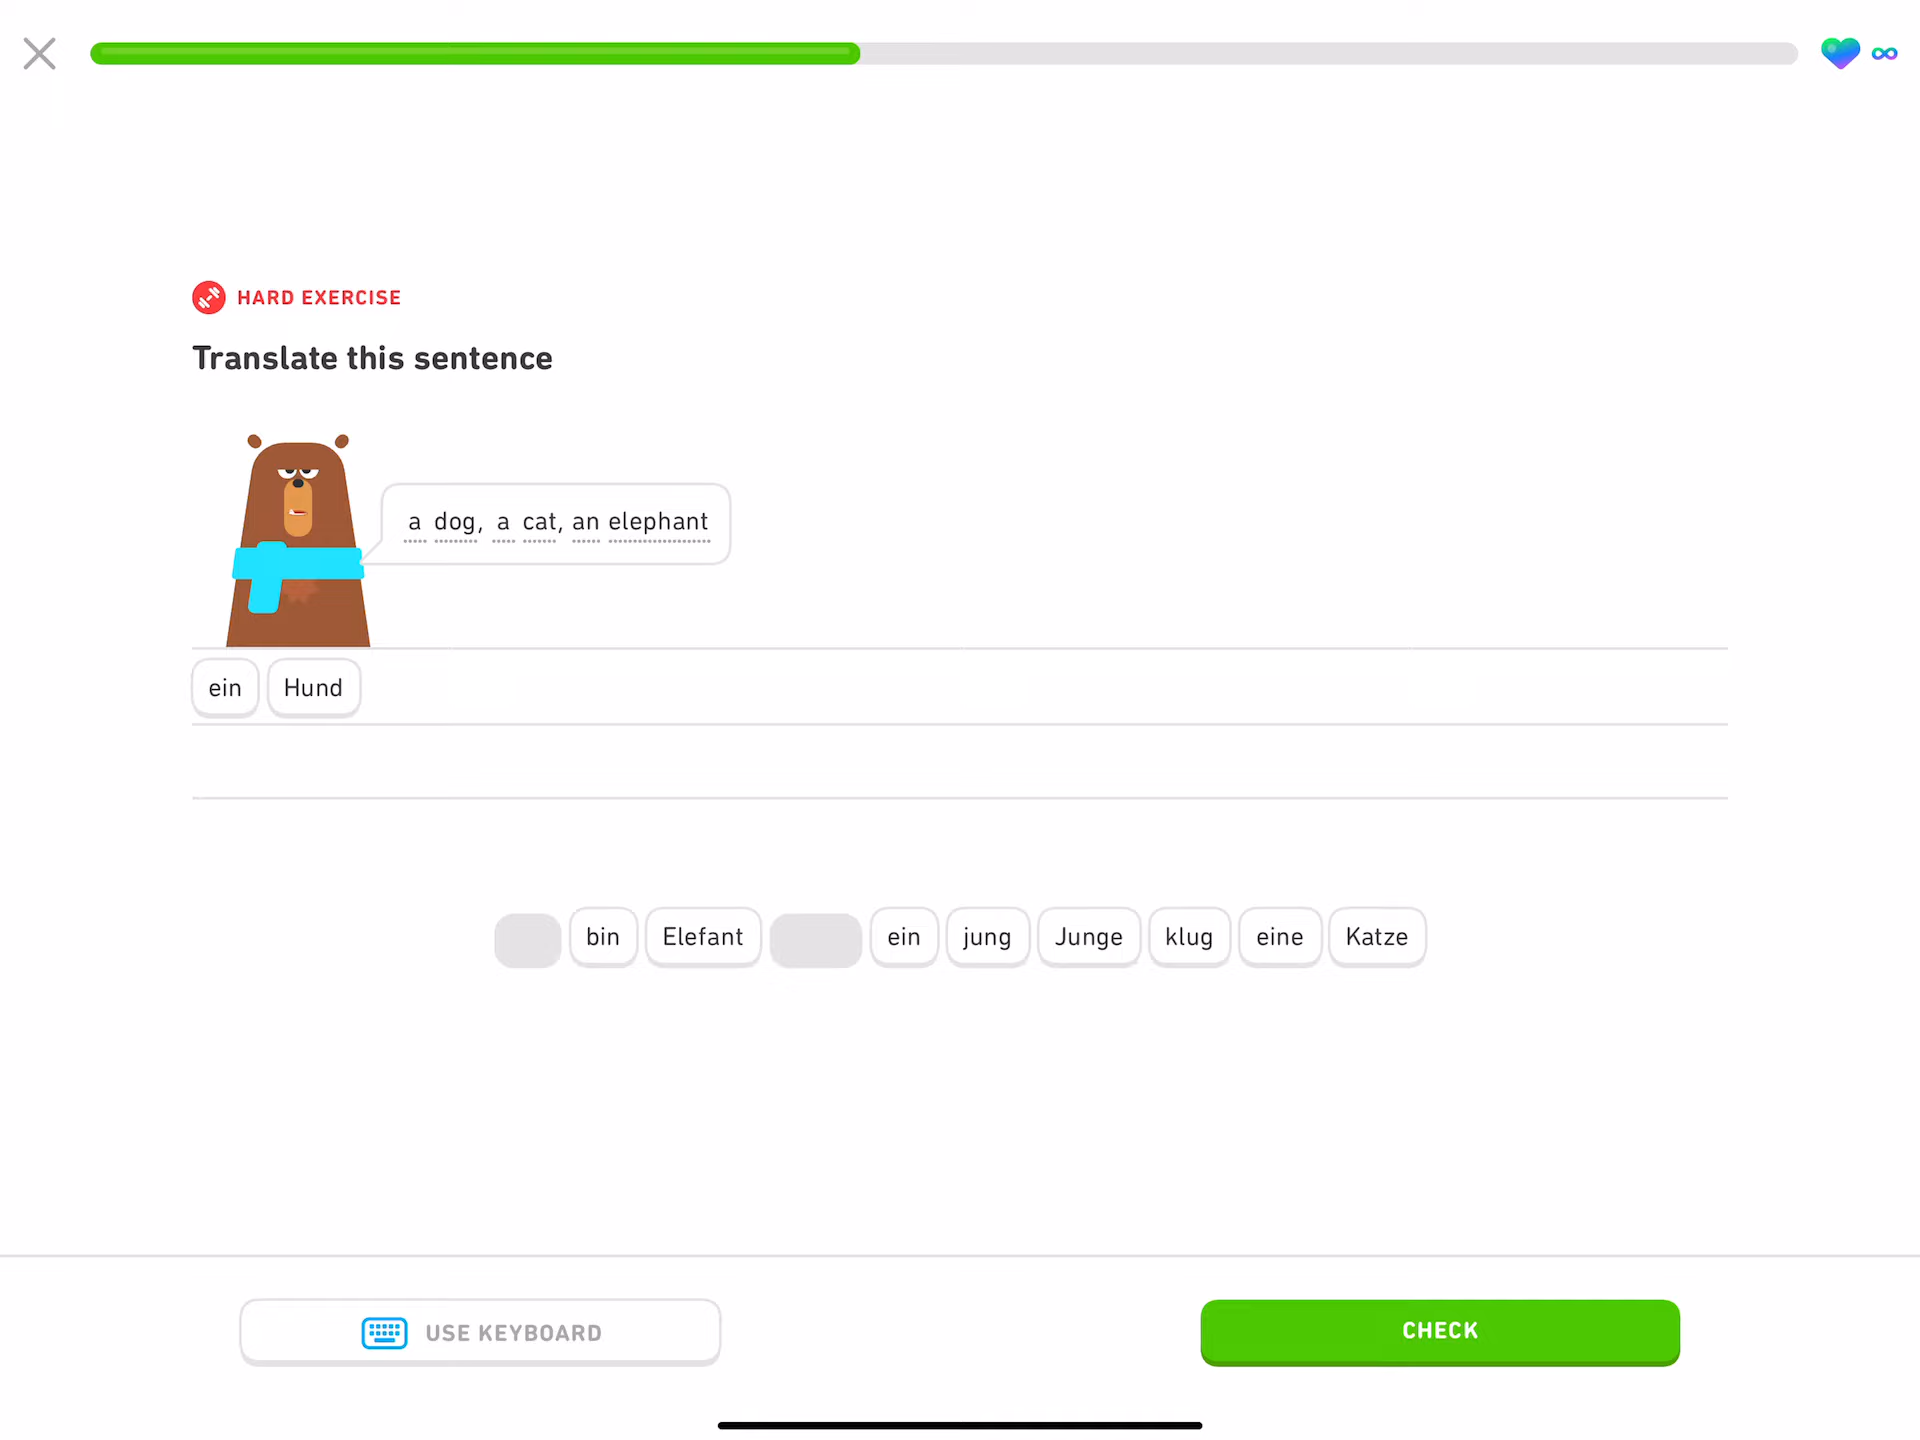 HARD EXERCISE
Translate this sentence
a dog, a cat, an elephant
ein Hund
bin Elefant ein jung Junge klug eine Katze
USE KEYBOARD CHECK